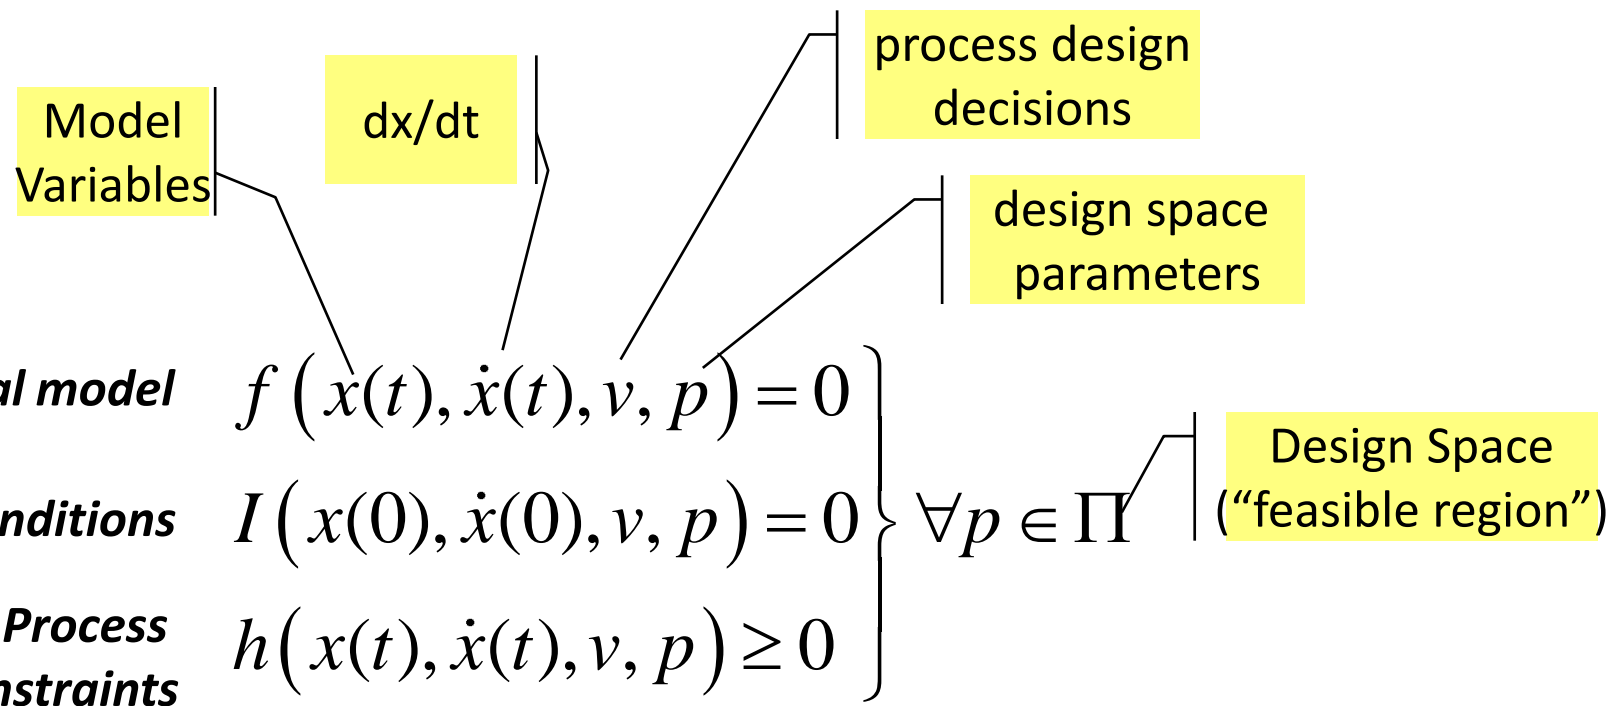 process design
decisions
Model
Variables
dx/dt
design space
parameters
al model f(x(t), ẋ(t), v, p) = 0
nditions I(x(0), ẋ(0), v, p) = 0
∀p ∈ Π
Design Space
(“feasible region”)
Process
nstraints
h(x(t), ẋ(t), v, p) ≥ 0